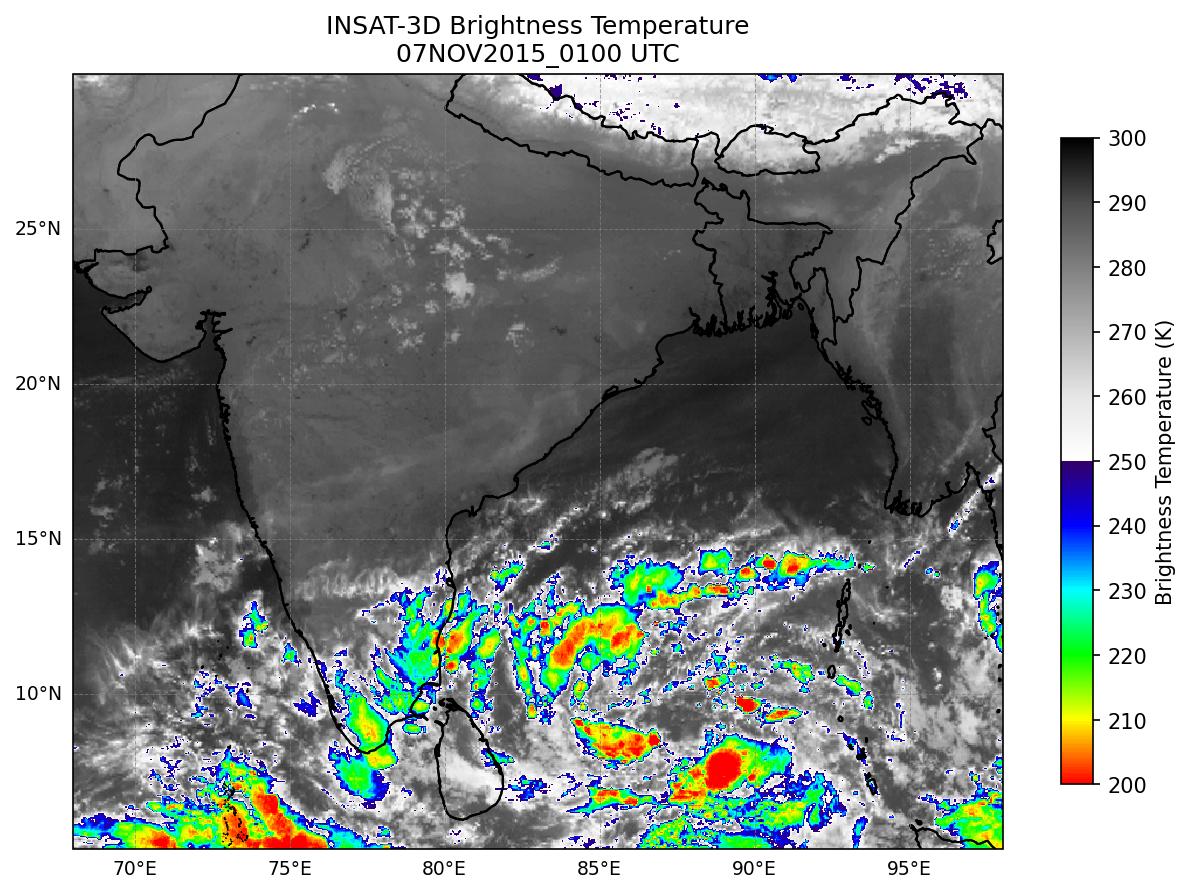 INSAT-3D Brightness Temperature
07NOV2015_0100 UTC
25°N
20°N
15°N
10°N
70°E
75°E
80°E
85°E
90°E
95°E
300
290
280
270
260
250
240
230
220
210
200
Brightness Temperature (K)